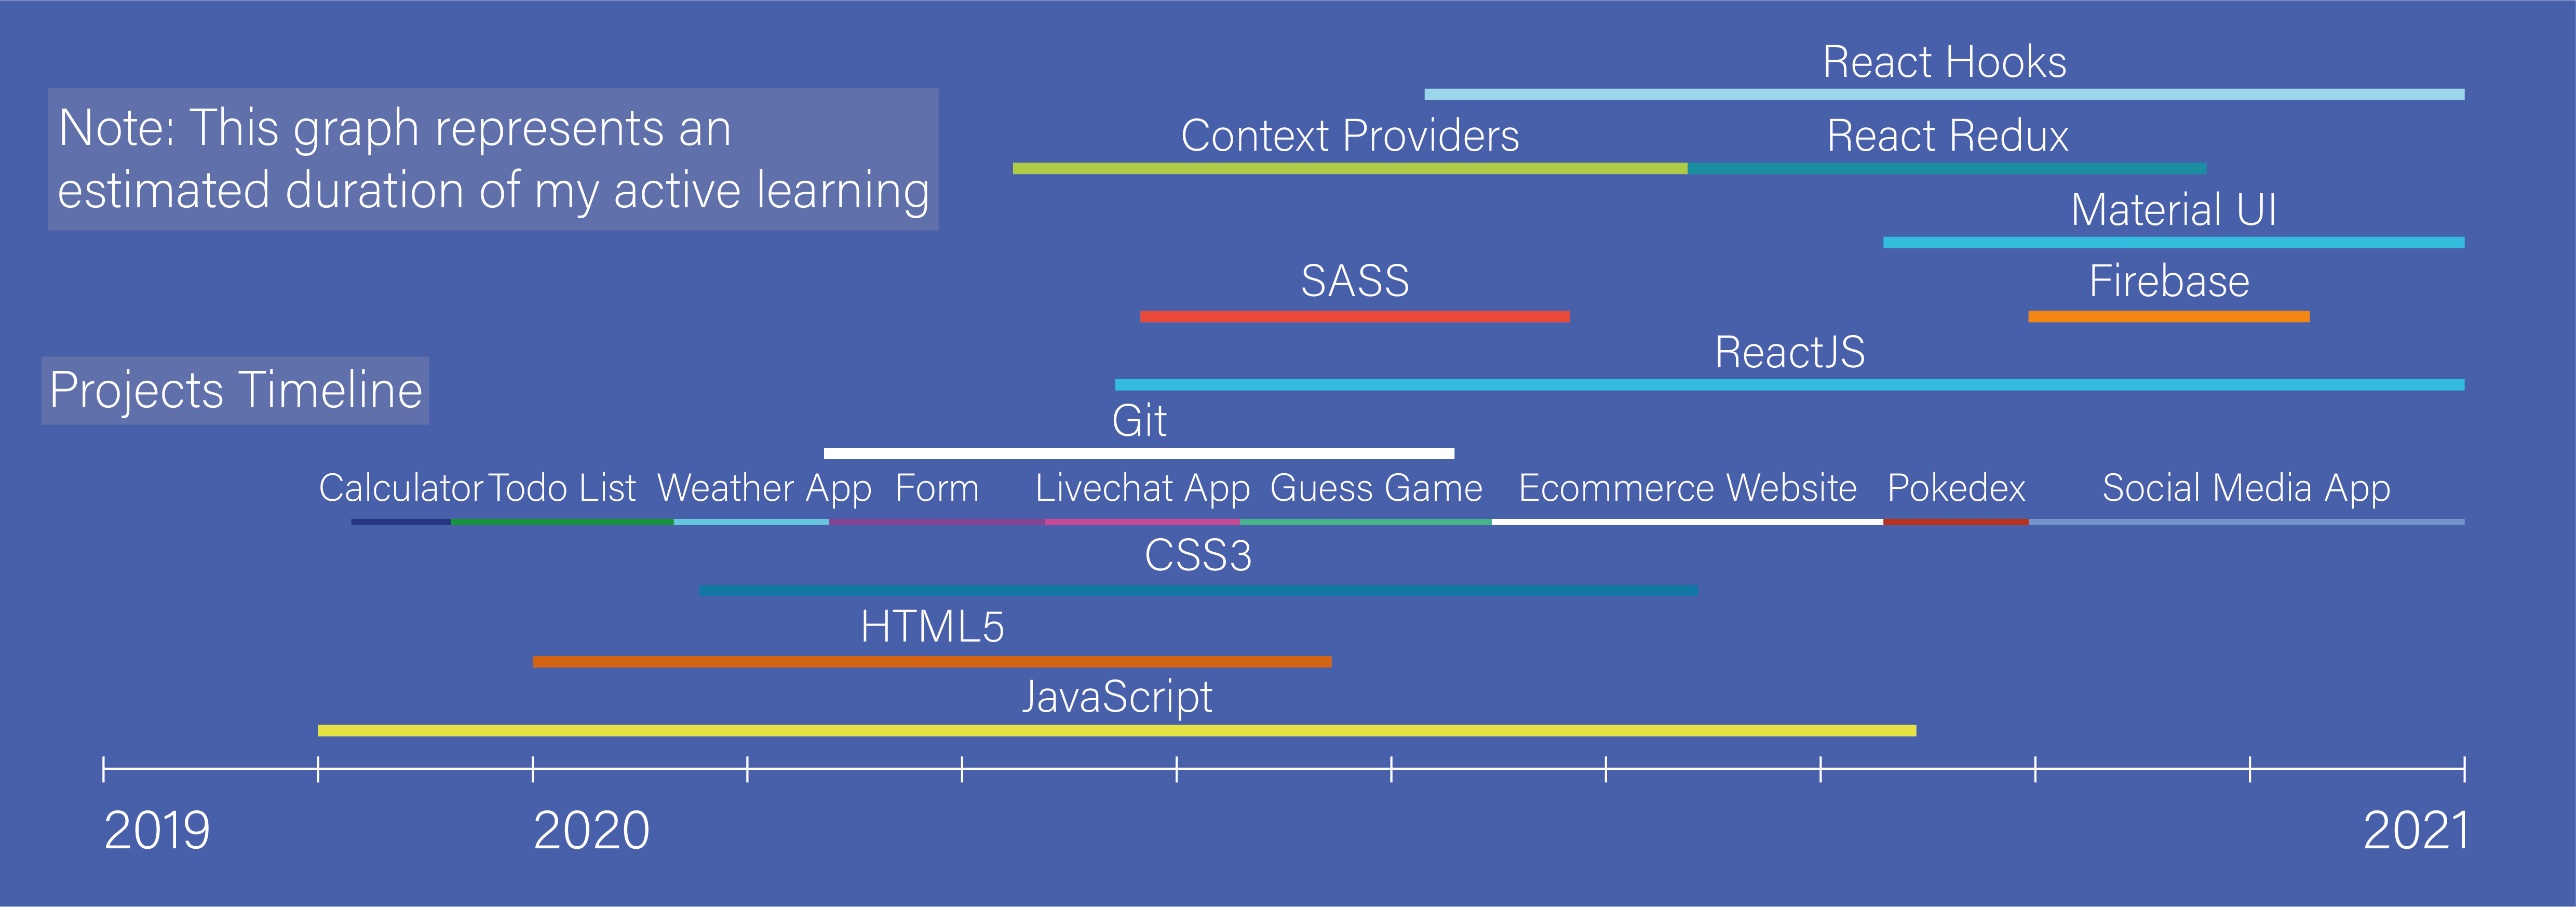 React Hooks
Note: This graph represents an
estimated duration of my active learning
Context Providers
React Redux
Material UI
SASS
Firebase
ReactJS
Projects Timeline
Git
Calculator Todo List Weather App Form Livechat App Guess Game Ecommerce Website Pokedex Social Media App
CSS3
HTML5
JavaScript
2019 2020 2021